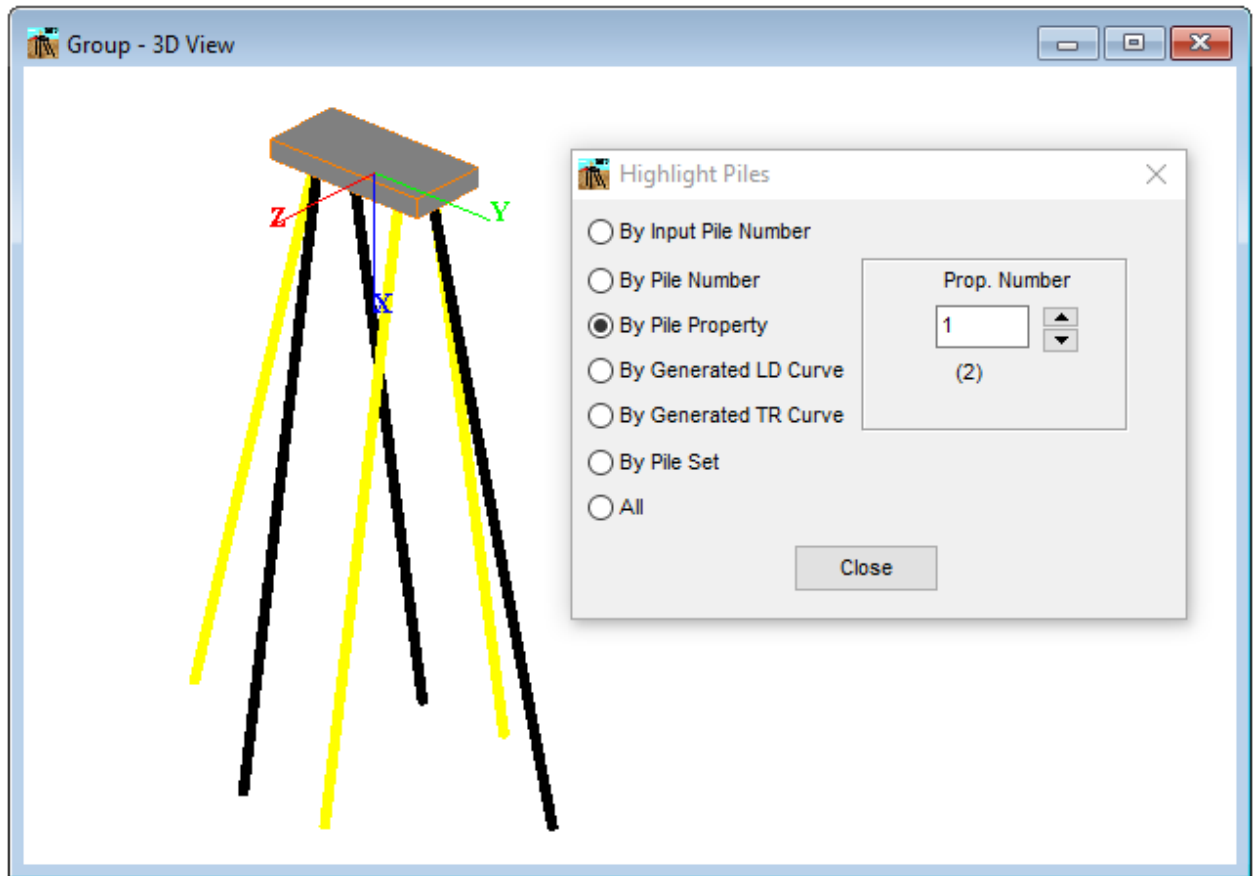 Group - 3D View
Z
Y
X
Highlight Piles
By Input Pile Number
By Pile Number
By Pile Property
By Generated LD Curve
By Generated TR Curve
By Pile Set
All
Prop. Number
1
(2)
Close